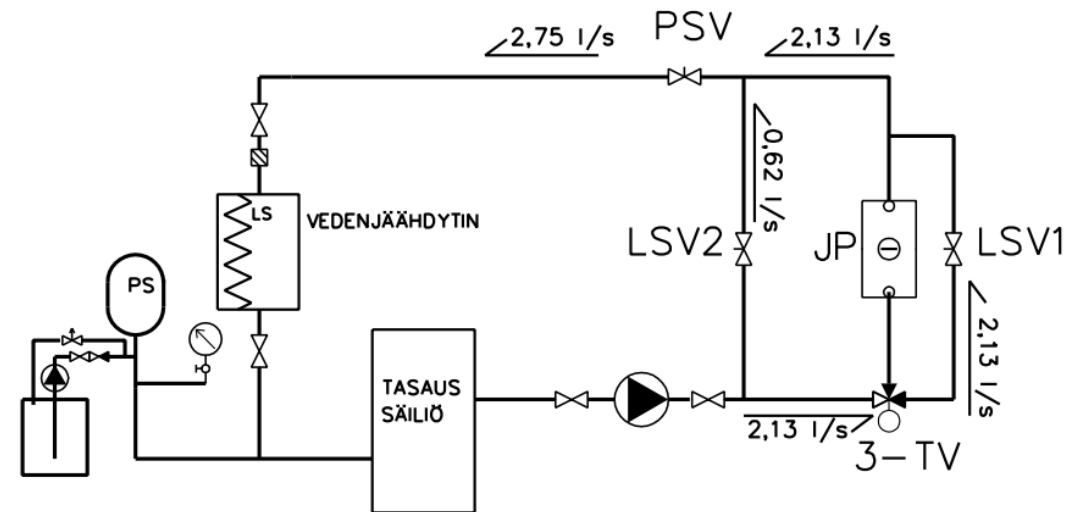 PSV
2,75 l/s
2,13 l/s
0,62 l/s
LS
VEDENJÄÄHDYTIN
LSV2
JP
LSV1
PS
2,13 l/s
TASAUS
SÄILIÖ
2,13 l/s
3-TV